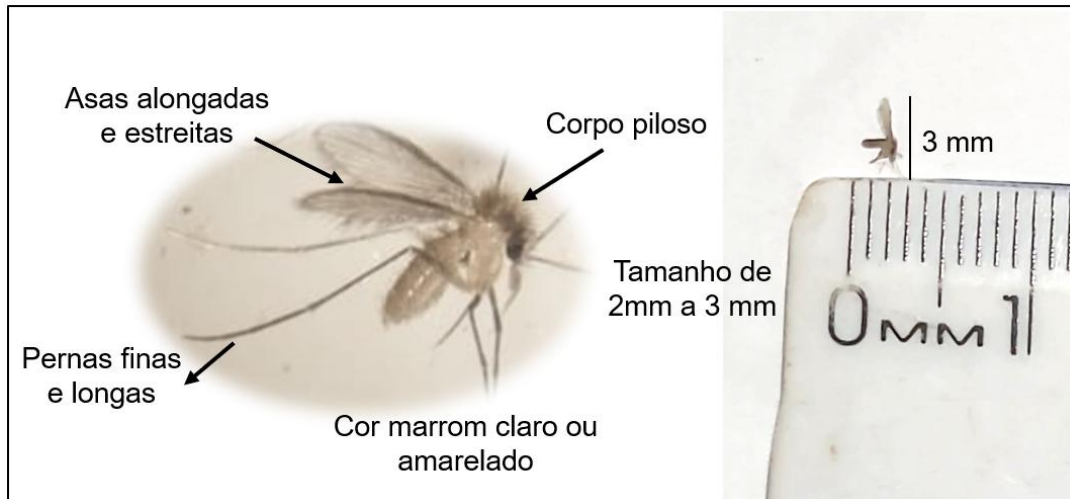 Asas alongadas
e estreitas
Corpo piloso
3 mm
Tamanho de
2mm a 3 mm
0 MM 1
Pernas finas
e longas
Cor marrom claro ou
amarelado